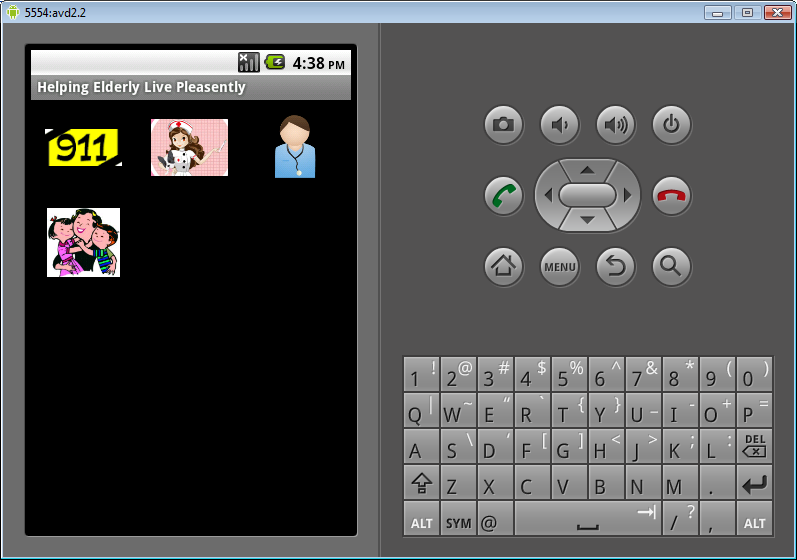 5554:avd2.2
4:38 PM
Helping Elderly Live Pleasently
911
MENU
1 ! 2 @ 3 # 4 $ 5 % 6 ^ 7 & 8 * 9 ( 0 )
Q | W ~ E “ R ` T { Y } U _ I - O + P =
A S \ D ‘ F [ G ] H < J > K ; L : DEL
Z X C V B N M .
ALT SYM @ / ? , ALT